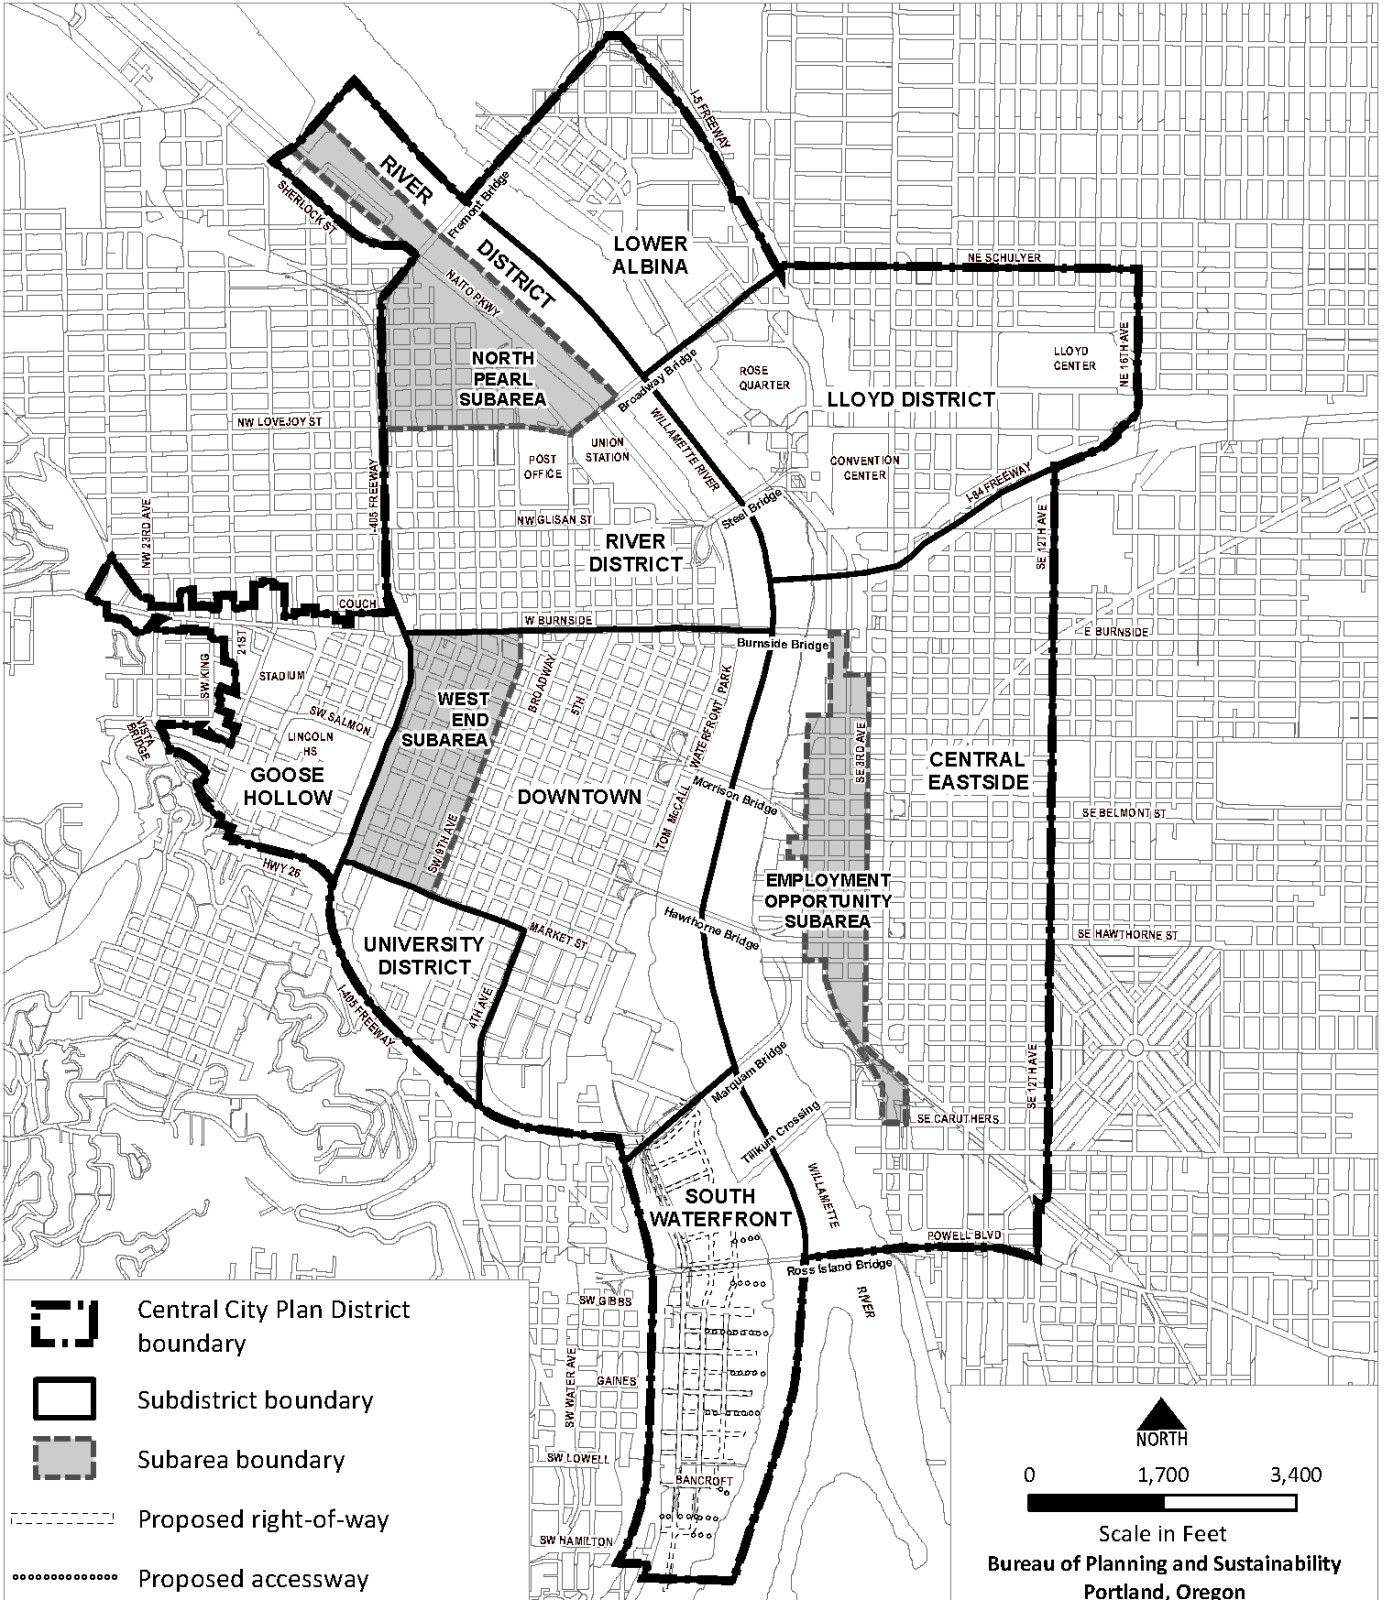 I-5 FREEWAY
RIVER
DISTRICT
SHERLOCK ST
Fremont Bridge
LOWER
ALBINA
NE SCHULYER
NAITO PKWY
NORTH
PEARL
SUBAREA
Broadway Bridge
ROSE
QUARTER
LLOYD
CENTER
NE 16TH AVE
LLOYD DISTRICT
NW LOVEJOY ST
WILLAMETTE RIVER
UNION
STATION
POST
OFFICE
CONVENTION
CENTER
I-405 FREEWAY
I-84 FREEWAY
Steel Bridge
NW 23RD AVE
NW GLISAN ST
RIVER
DISTRICT
SE 12TH AVE
COUCH
W BURNSIDE
E BURNSIDE
Burnside Bridge
21ST
SW KING
STADIUM
BROADWAY
5TH
WEST
END
SUBAREA
SW SALMON
LINCOLN
HS
VISTA
BRIDGE
TOM McCALL WATERFRONT PARK
SE 3RD AVE
CENTRAL
EASTSIDE
GOOSE
HOLLOW
DOWNTOWN
Morrison Bridge
SE BELMONT ST
SW 9TH AVE
HWY 26
EMPLOYMENT
OPPORTUNITY
SUBAREA
Hawthorne Bridge
MARKET ST
SE HAWTHORNE ST
UNIVERSITY
DISTRICT
I-405 FREEWAY
4TH AVE
Marquam Bridge
SE 12TH AVE
SE CARUTHERS
Tilikum Crossing
SOUTH
WATERFRONT
WILLAMETTE
RIVER
POWELL BLVD
Ross Island Bridge
SW GIBBS
SW WATER AVE
GAINES
SW LOWELL
BANCROFT
SW HAMILTON
Central City Plan District
boundary
Subdistrict boundary
Subarea boundary
Proposed right-of-way
Proposed accessway
NORTH
0 1,700 3,400
Scale in Feet
Bureau of Planning and Sustainability
Portland, Oregon